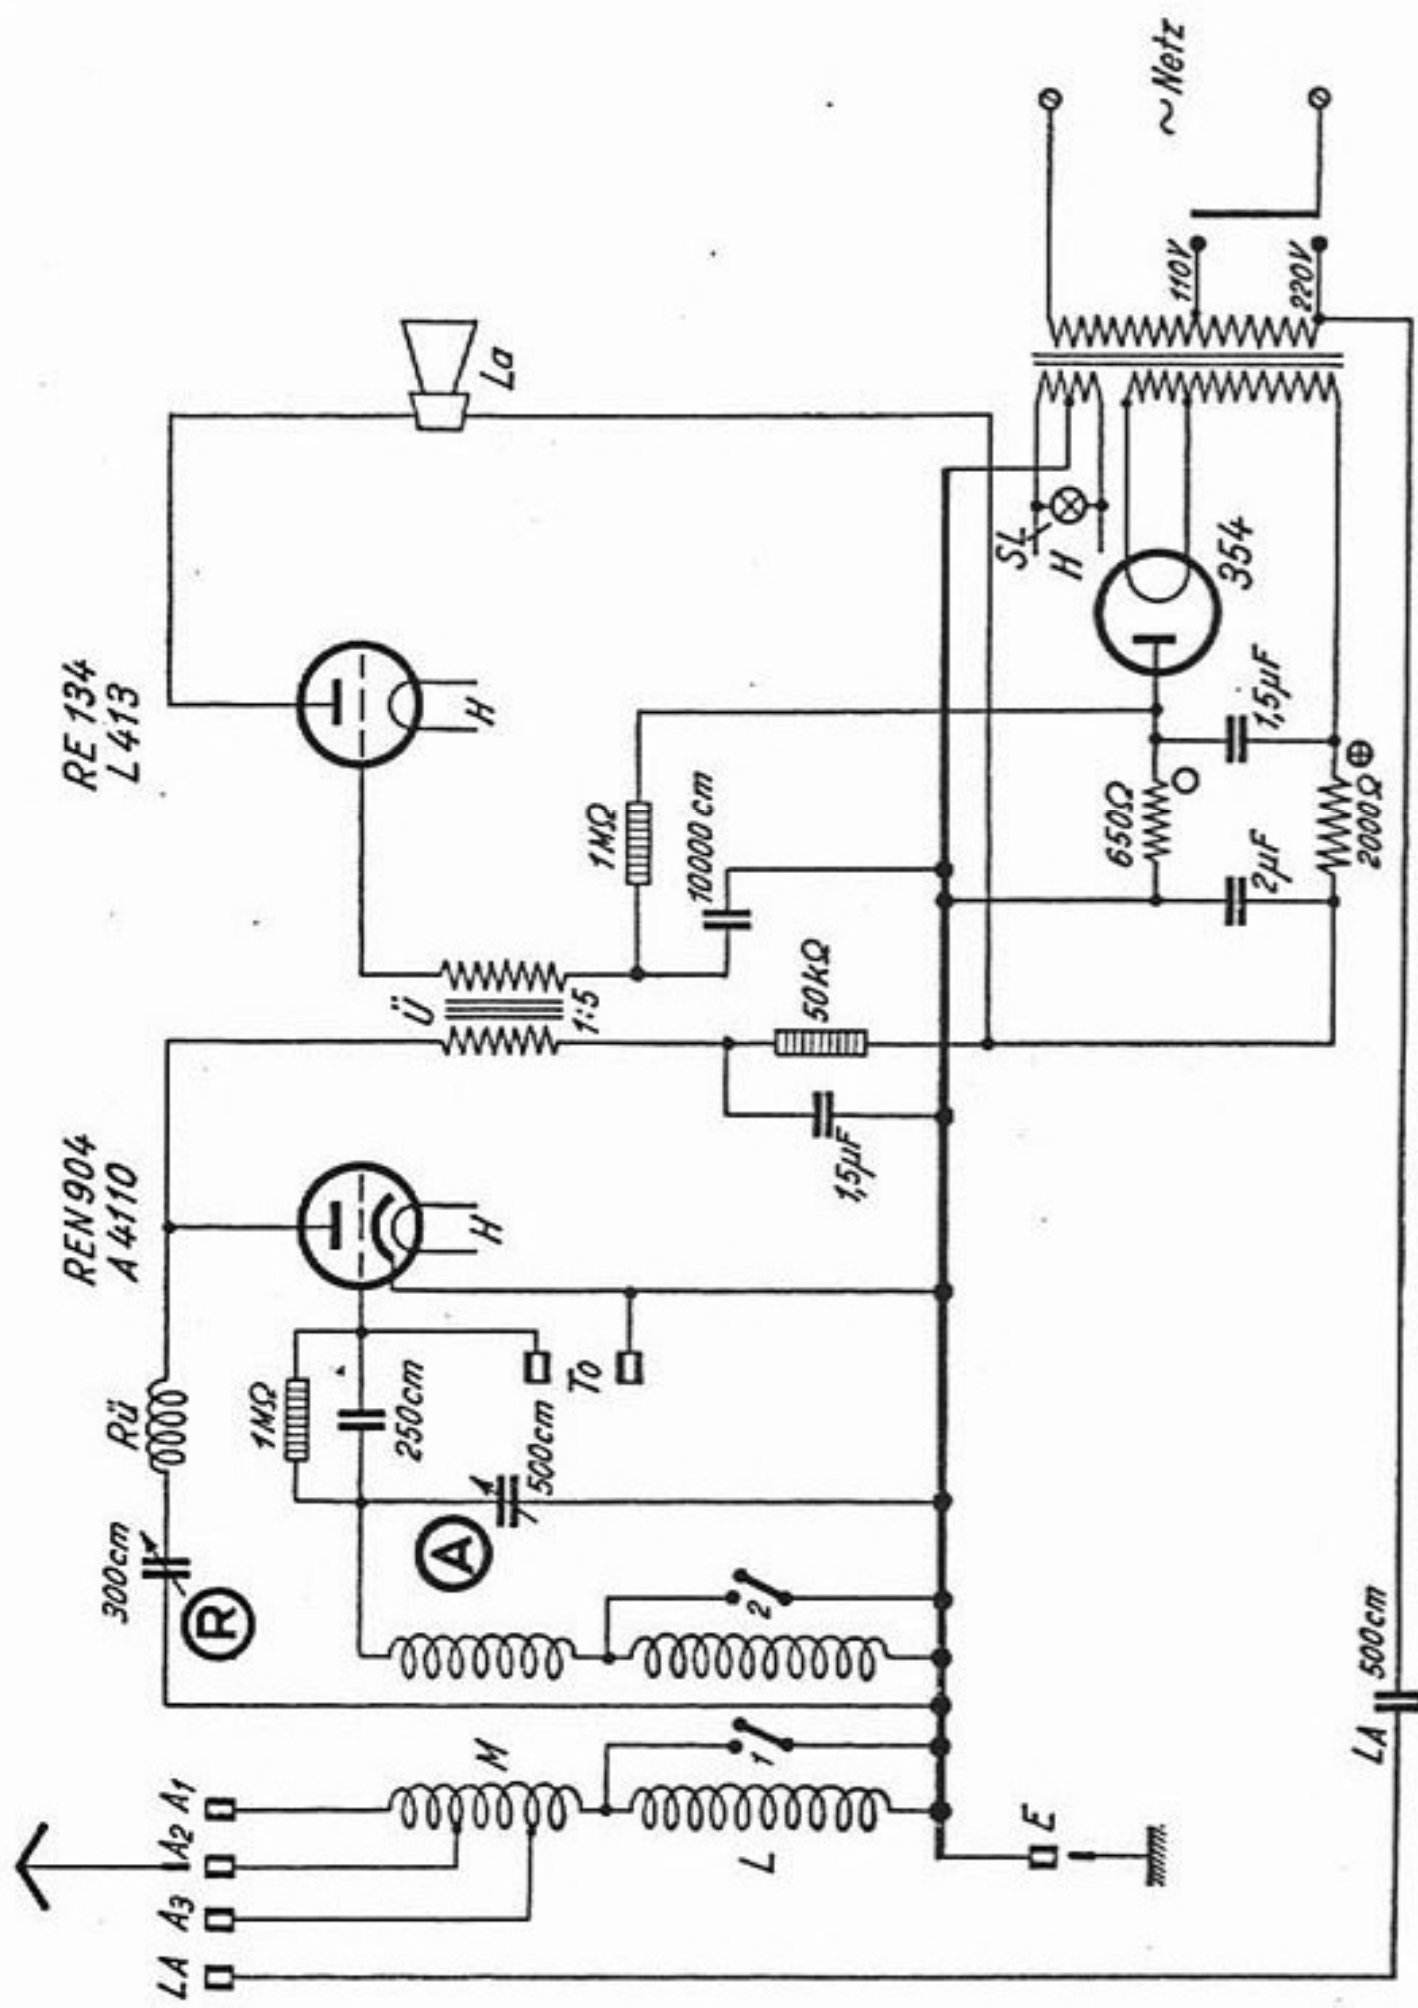 LA
A3
A2
A1
M
L
1
2
E
300cm
R
Rü
1MΩ
250cm
A
500cm
To
REN 904
A 4110
H
Ü
1:5
1,5µF
50kΩ
RE 134
L 413
H
1MΩ
10000 cm
La
650Ω
2µF
2000Ω
1,5µF
354
SL
H
110V
220V
~ Netz
LA
500cm